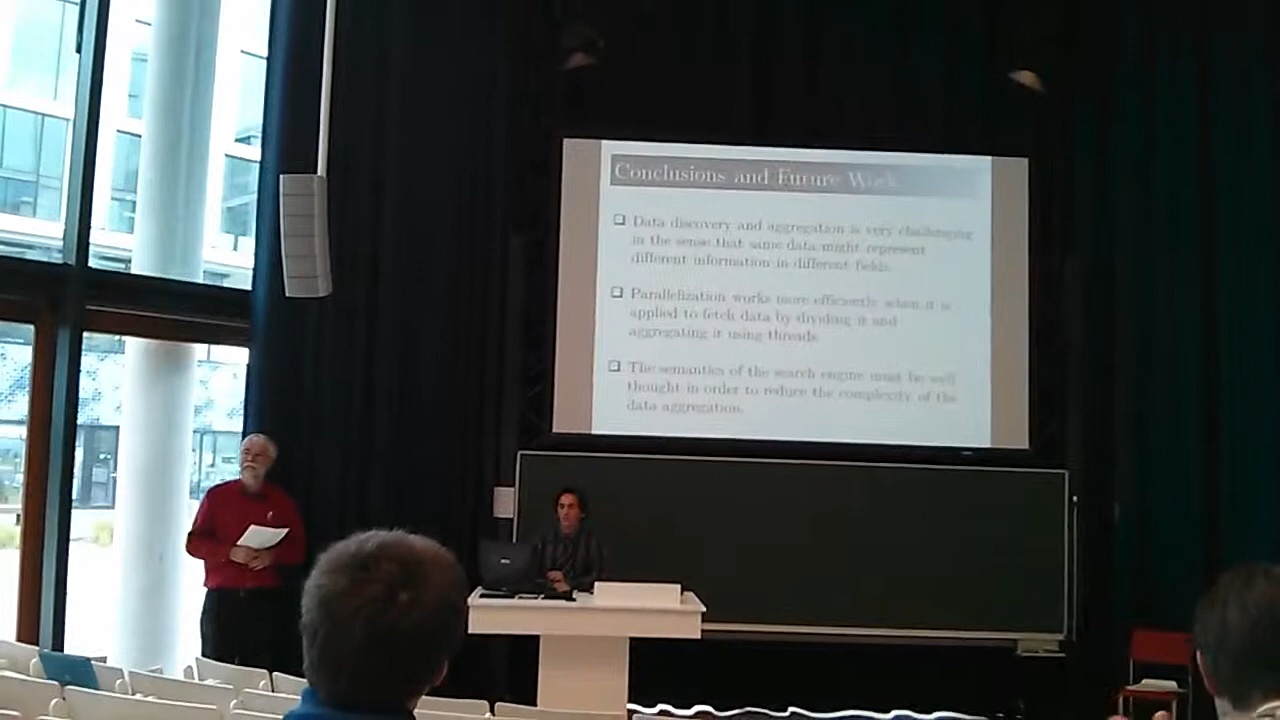 Conclusions and Future Work
Data discovery and aggregation is very challenging
in the sense that same data might represent
different information in different fields.
Parallelization works more efficiently when it is
applied to fetch data by dividing it and
aggregating it using threads.
The semantics of the search engine must be well
thought in order to reduce the complexity of the
data aggregation.